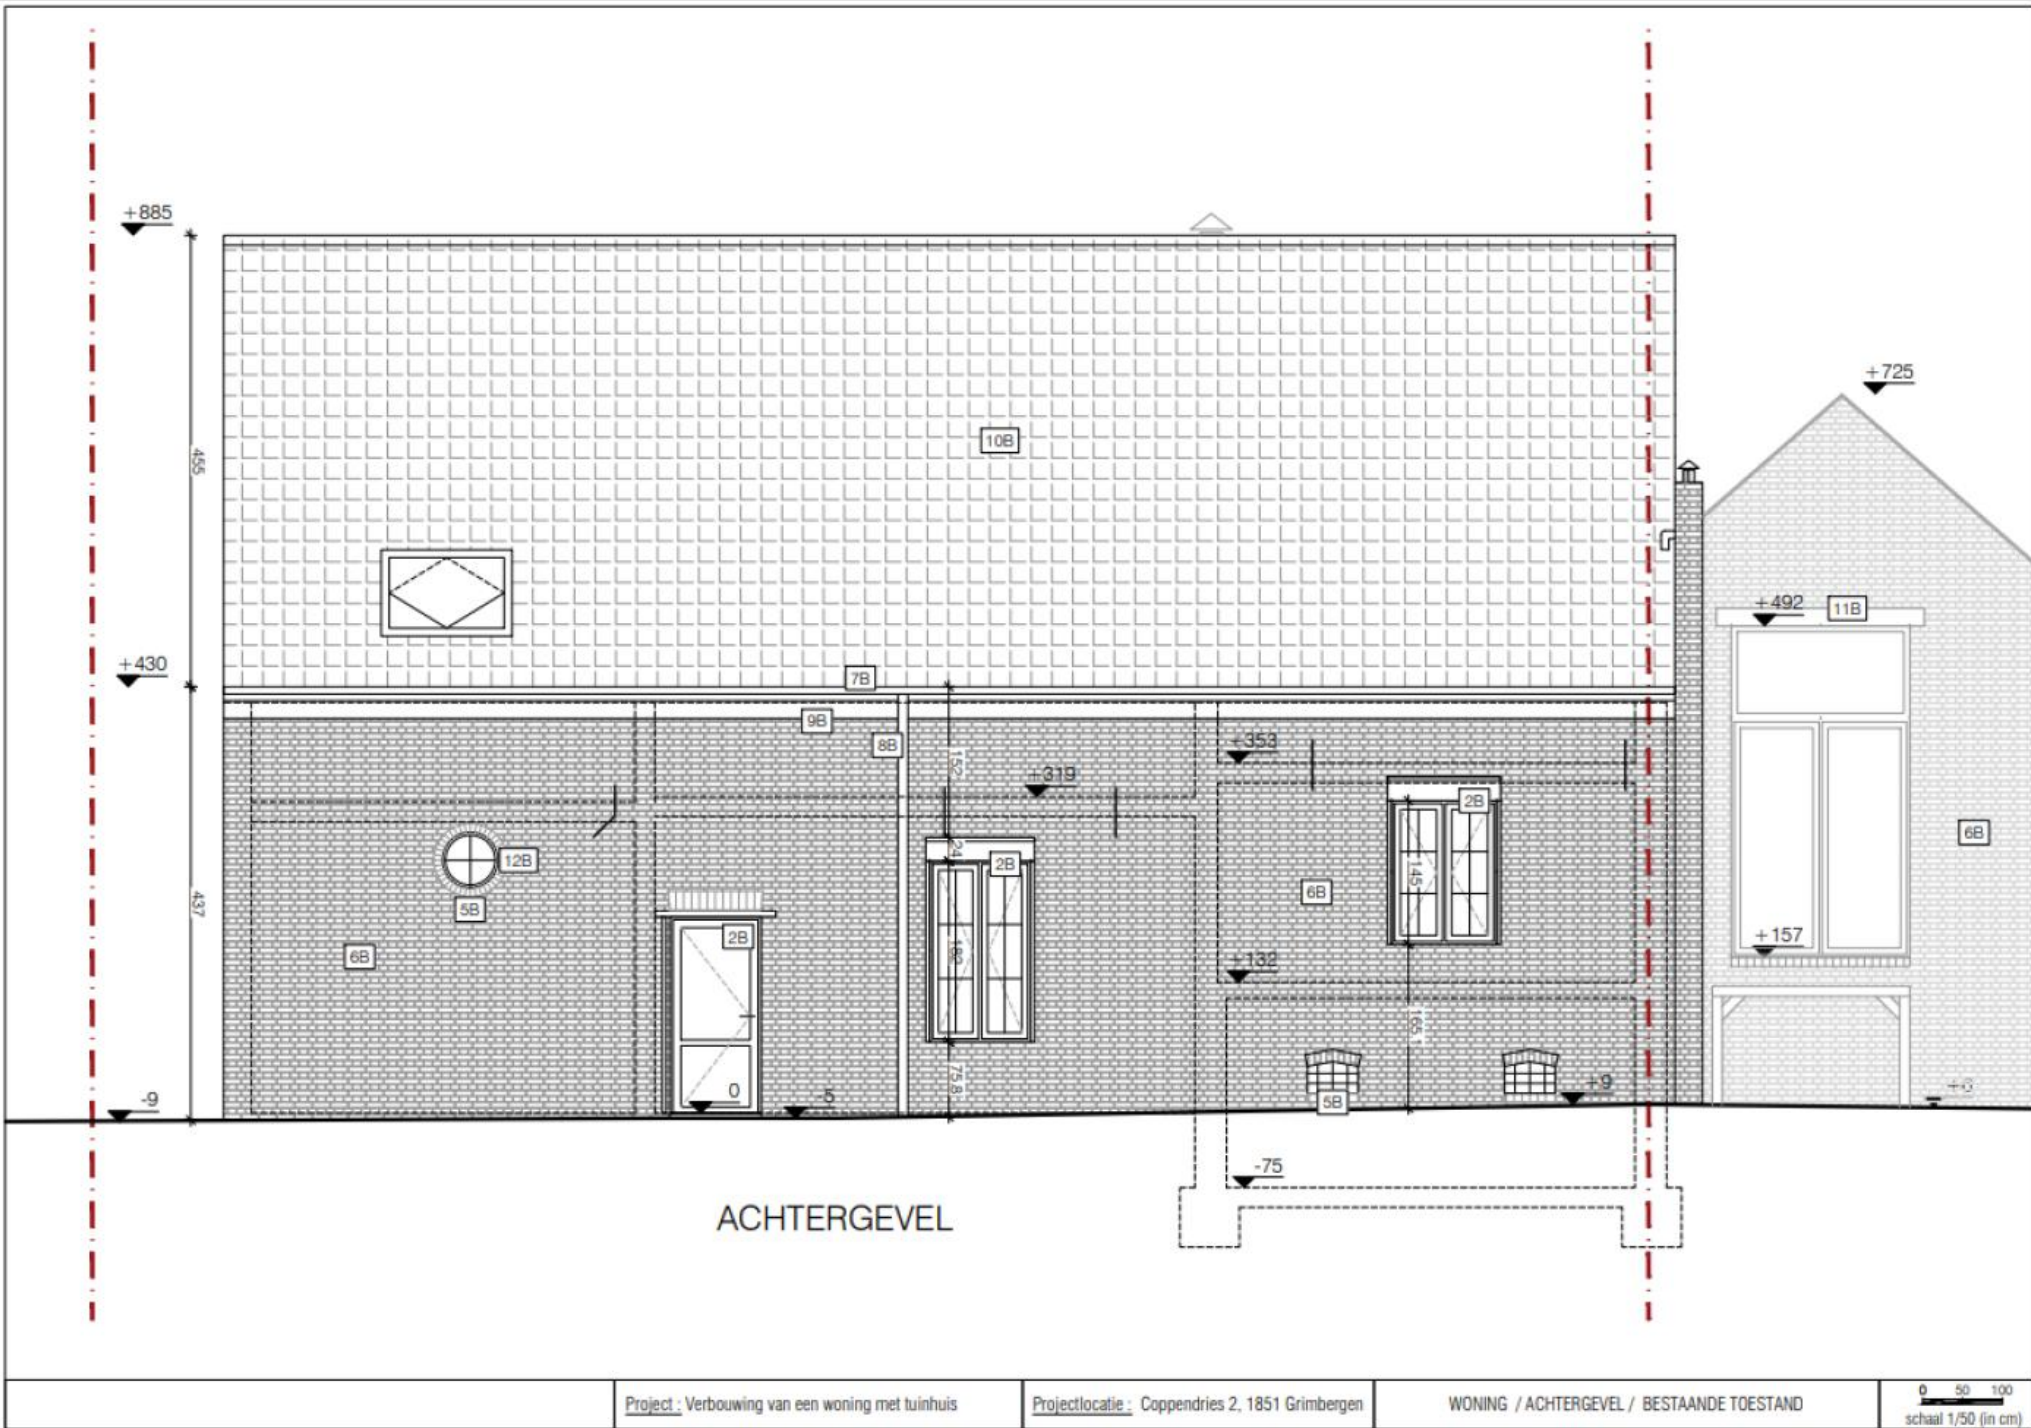 +885
+725
10B
455
+492
11B
+430
7B
9B
8B
+353
152
+319
2B
6B
24
2B
12B
145
6B
5B
437
2B
+157
6B
182
+132
165
75.8
0
-5
+9
-9
5B
-75
ACHTERGEVEL
Project : Verbouwing van een woning met tuinhuis
Projectlocatie : Coppendries 2, 1851 Grimbergen
WONING / ACHTERGEVEL / BESTAANDE TOESTAND
0 50 100
schaal 1/50 (in cm)